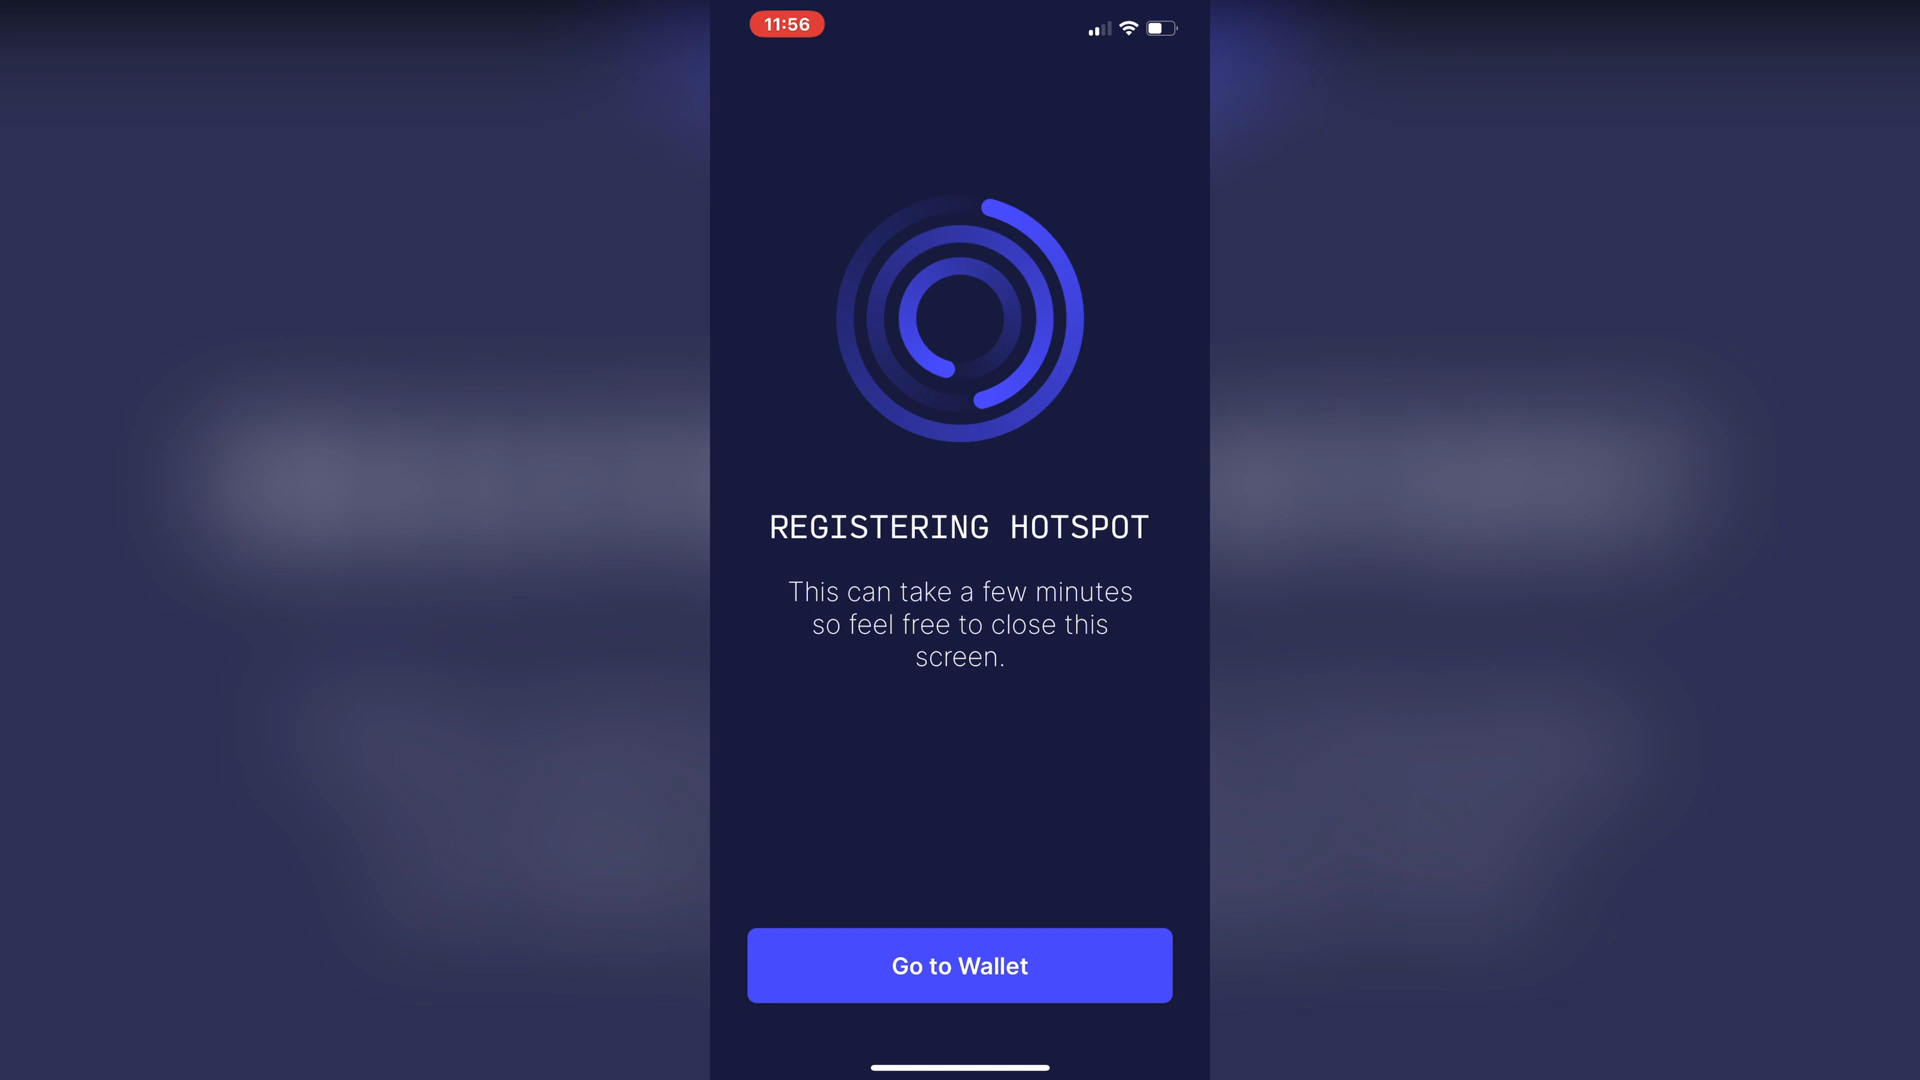 11:56
REGISTERING HOTSPOT
This can take a few minutes
so feel free to close this
screen.
Go to Wallet